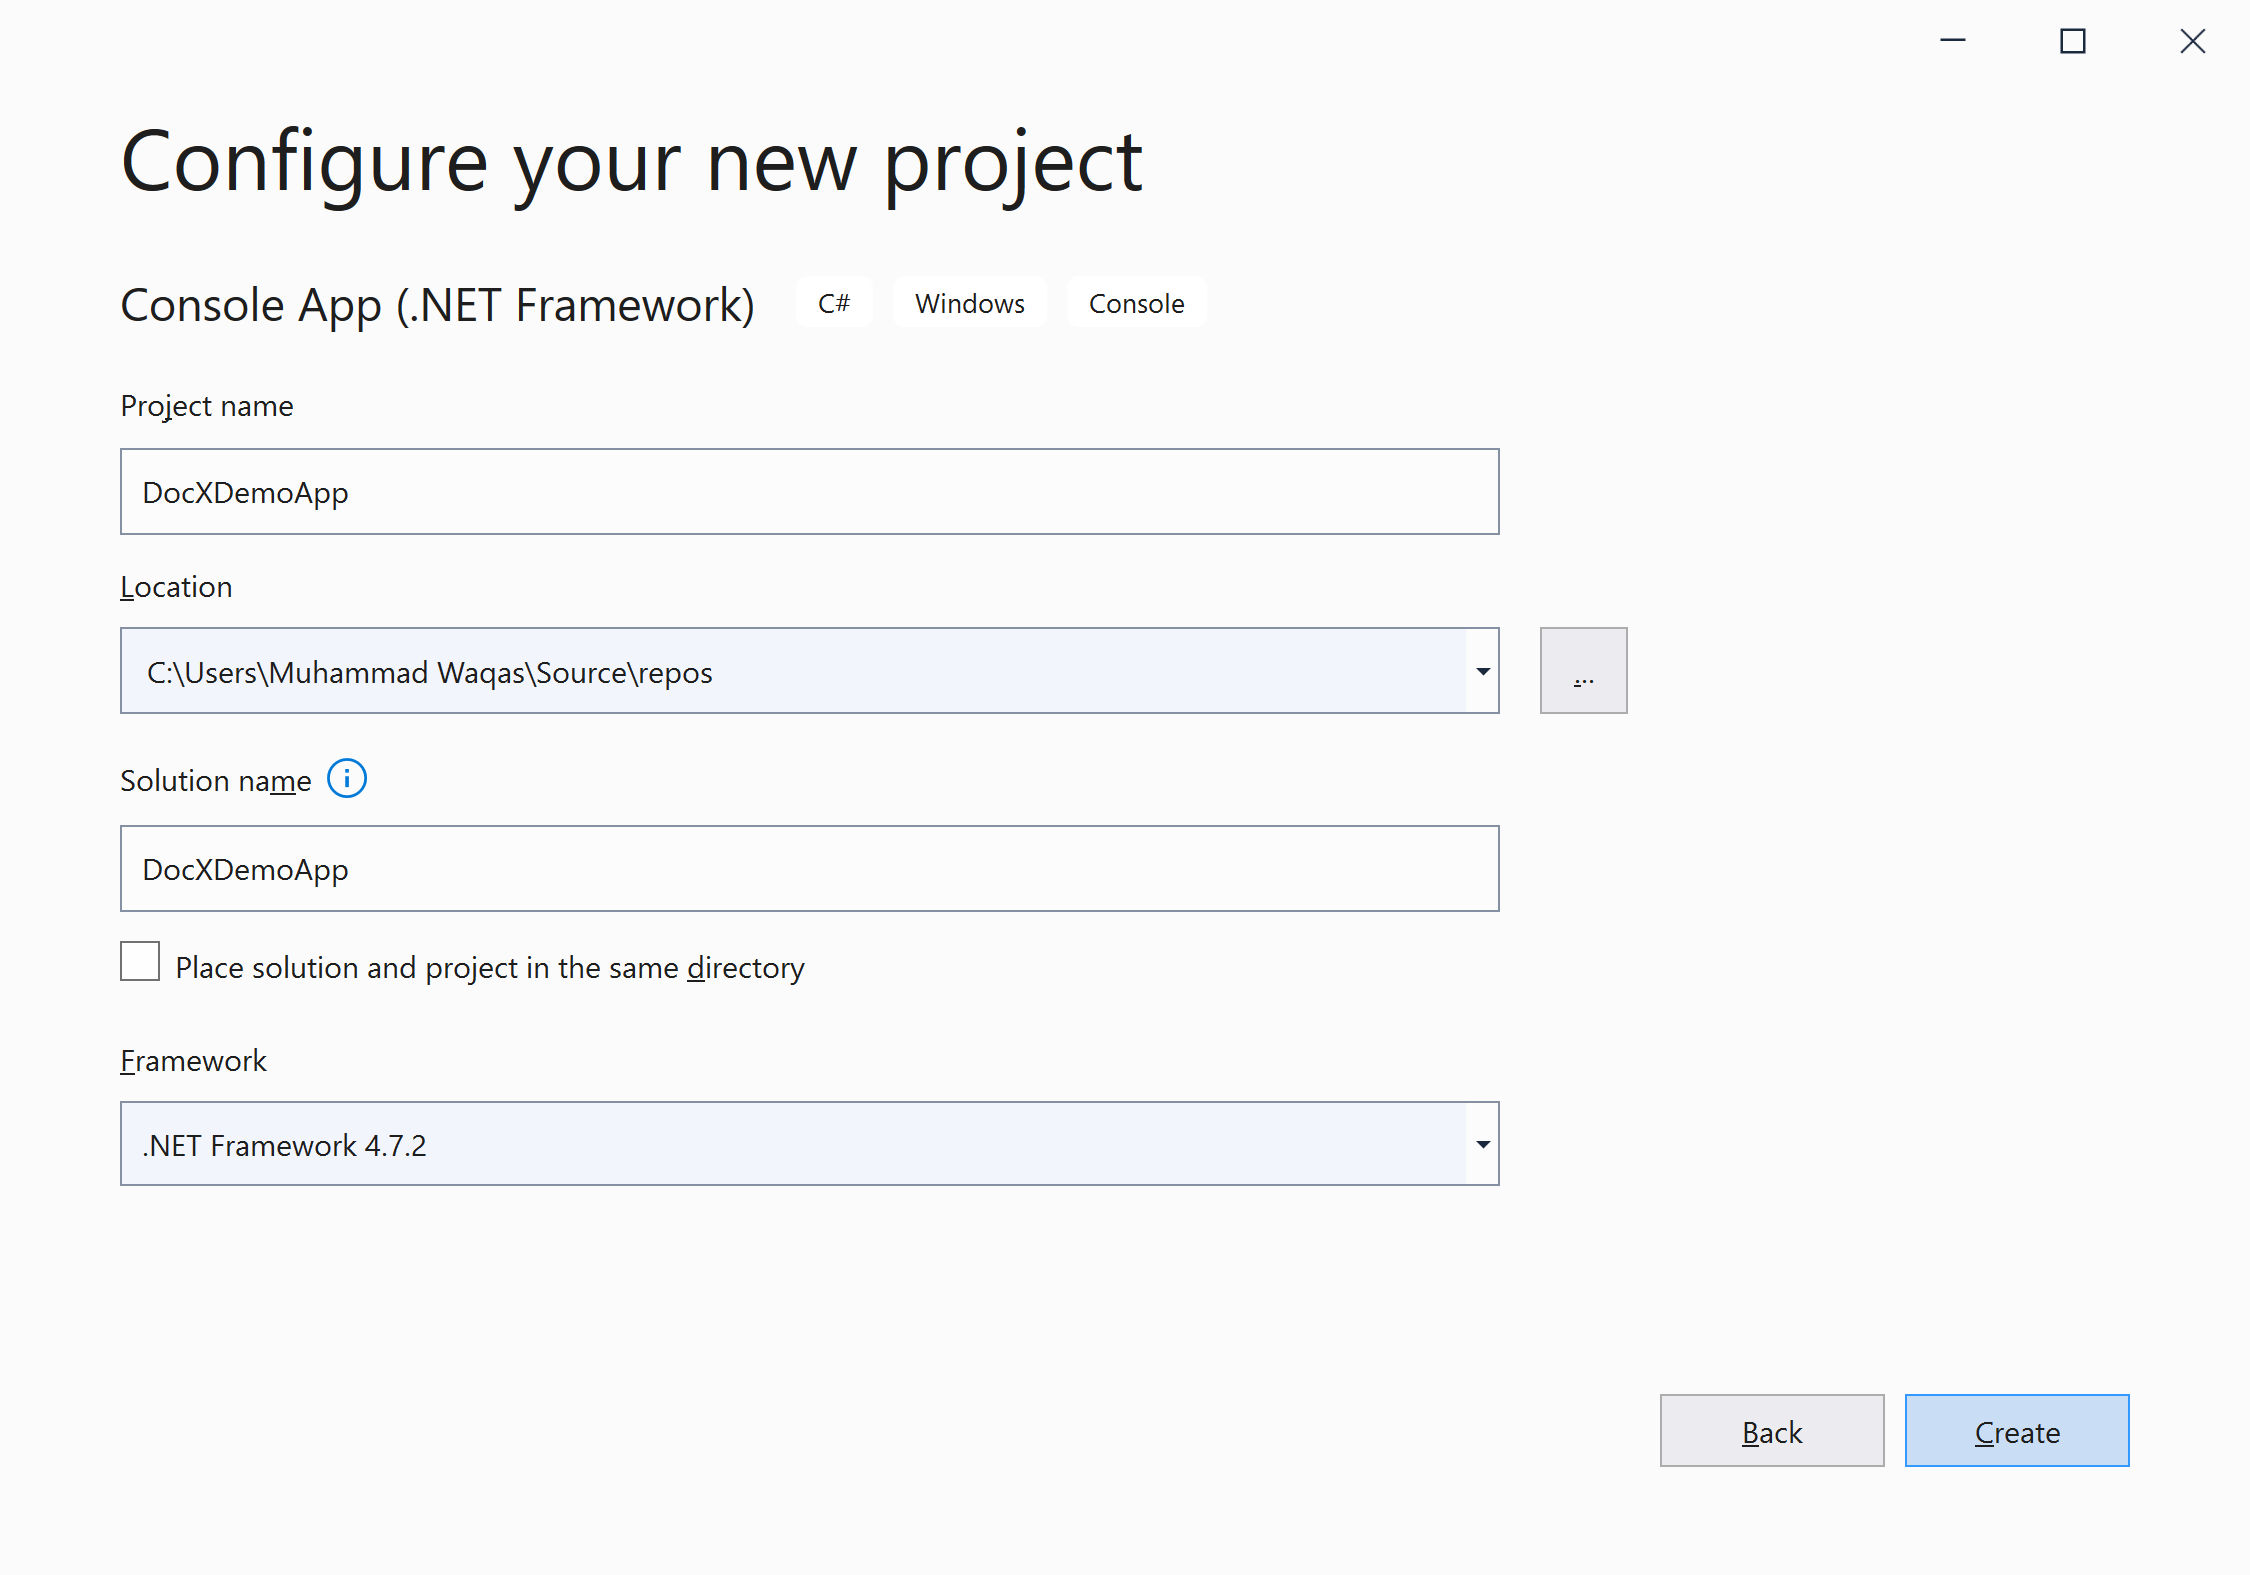 Configure your new project
Console App (.NET Framework) C# Windows Console
Project name
DocXDemoApp
Location
C:\Users\Muhammad Waqas\Source\repos
...
Solution name
DocXDemoApp
Place solution and project in the same directory
Framework
.NET Framework 4.7.2
Back Create